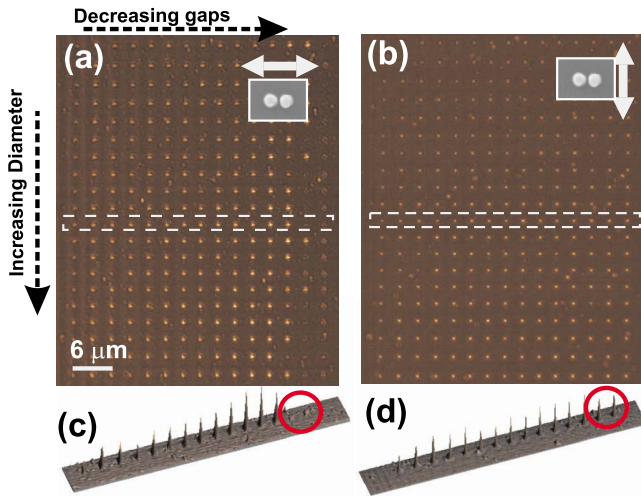 Decreasing gaps
Increasing Diameter
(a)
(b)
6 μm
(c)
(d)